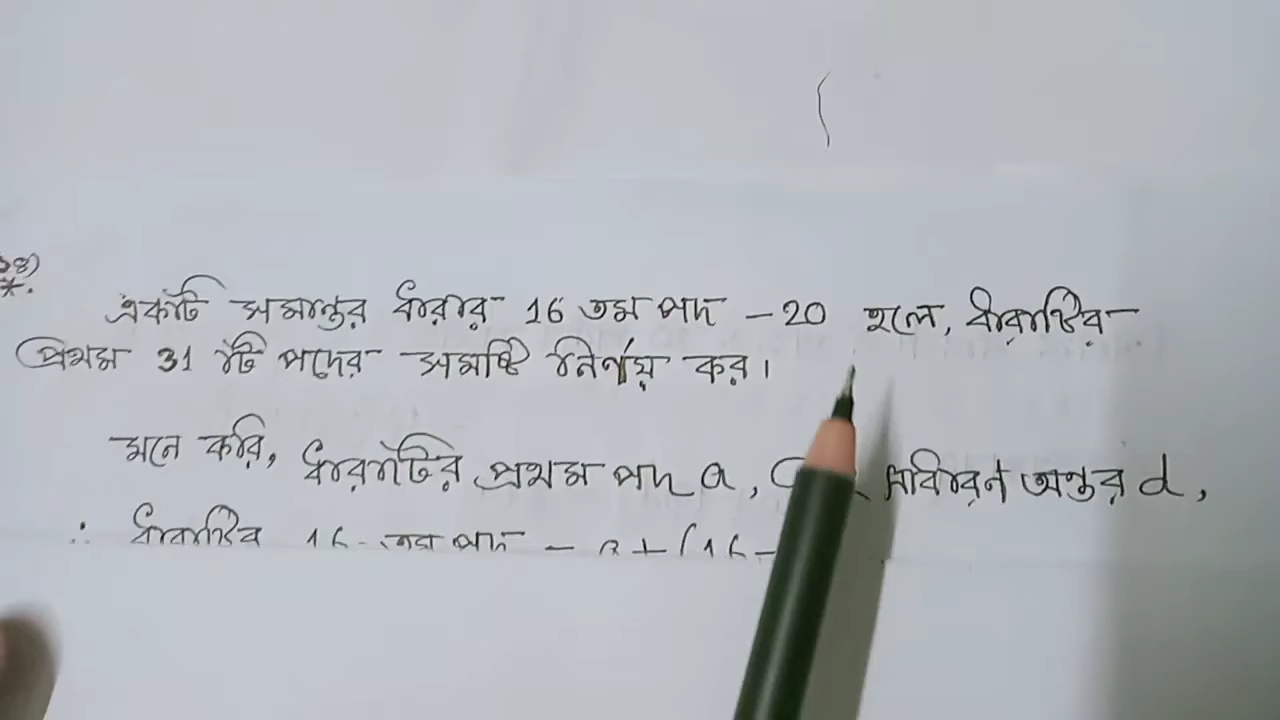 ২৪)
*.
একটি সমান্তর ধারার 16 তম পদ -20 হলে, ধারাটির
প্রথম 31 টি পদের সমষ্টি নির্ণয় কর।
মনে করি, ধারাটির প্রথম পদ a, সাধারণ অন্তর d,
∴ ধারাটির 16 তম পদ = a+(16-